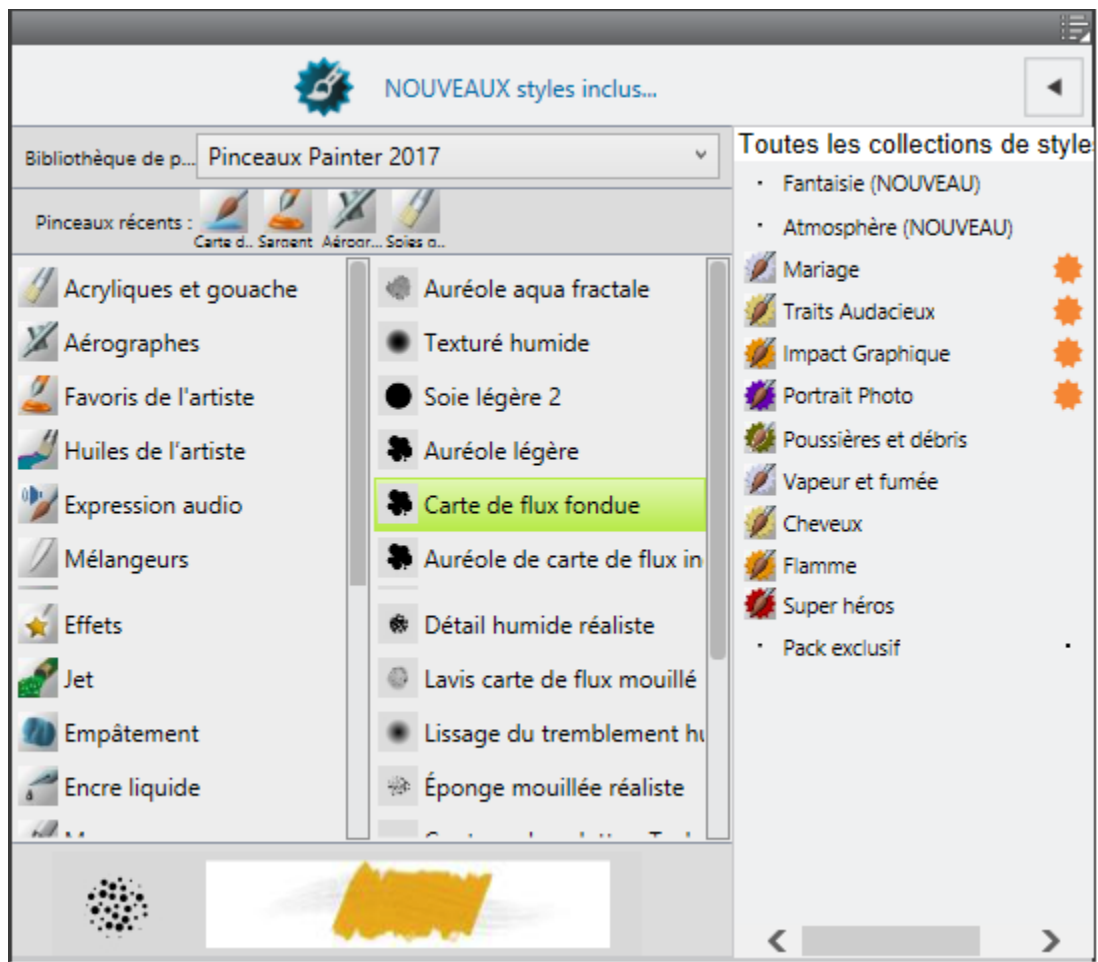 NOUVEAUX styles inclus...
Bibliothèque de p...
Pinceaux Painter 2017
Pinceaux récents :
Carte d.. Sargent Aérogr... Soies a..
Acryliques et gouache
Aérographes
Favoris de l'artiste
Huiles de l'artiste
Expression audio
Mélangeurs
Effets
Jet
Empâtement
Encre liquide
Auréole aqua fractale
Texturé humide
Soie légère 2
Auréole légère
Carte de flux fondue
Auréole de carte de flux in
Détail humide réaliste
Lavis carte de flux mouillé
Lissage du tremblement hu
Éponge mouillée réaliste
Toutes les collections de style
· Fantaisie (NOUVEAU)
· Atmosphère (NOUVEAU)
Mariage
Traits Audacieux
Impact Graphique
Portrait Photo
Poussières et débris
Vapeur et fumée
Cheveux
Flamme
Super héros
· Pack exclusif